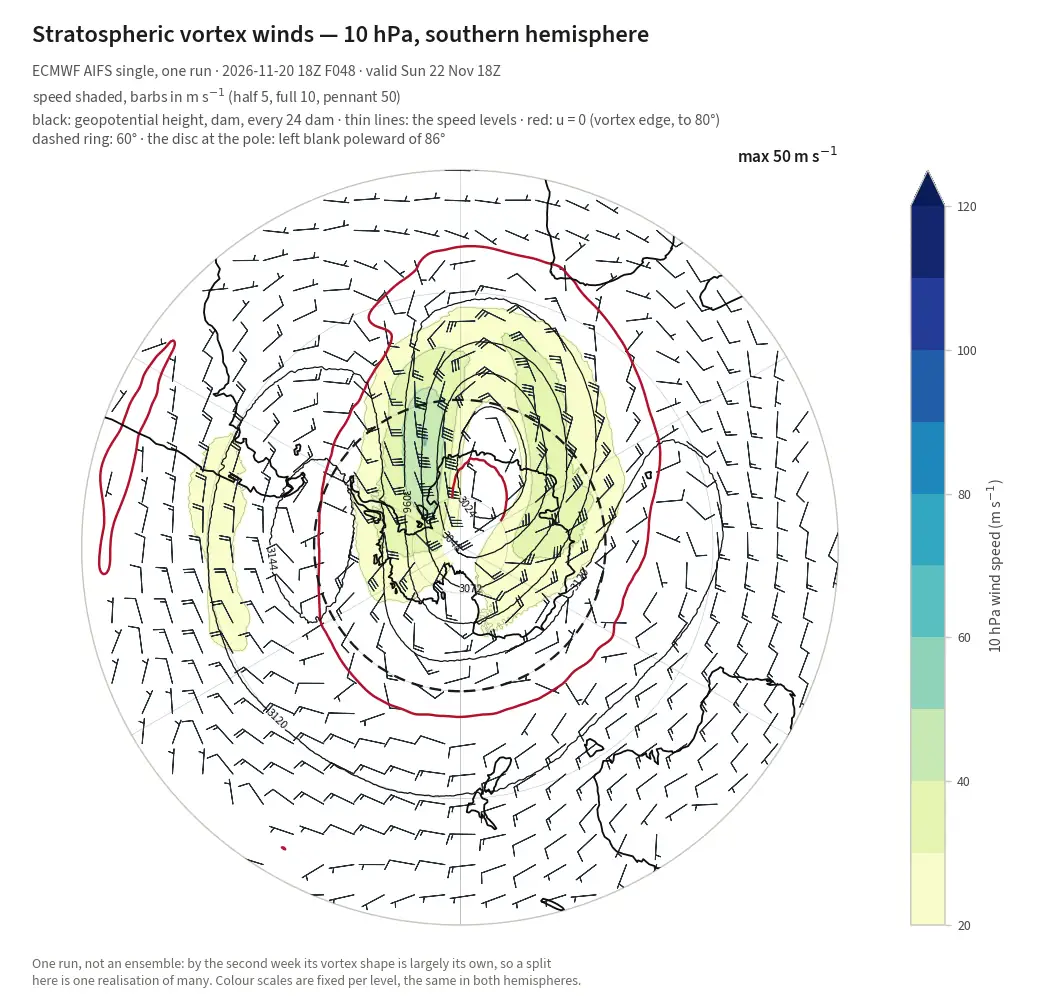 Stratospheric vortex winds — 10 hPa, southern hemisphere
ECMWF AIFS single, one run · 2026-11-20 18Z F048 · valid Sun 22 Nov 18Z
speed shaded, barbs in m s⁻¹ (half 5, full 10, pennant 50)
black: geopotential height, dam, every 24 dam · thin lines: the speed levels · red: u = 0 (vortex edge, to 80°)
dashed ring: 60° · the disc at the pole: left blank poleward of 86°
max 50 m s⁻¹
120
100
80
60
40
20
10 hPa wind speed (m s⁻¹)
3096
3024
3144
3072
3120
3120
One run, not an ensemble: by the second week its vortex shape is largely its own, so a split
here is one realisation of many. Colour scales are fixed per level, the same in both hemispheres.